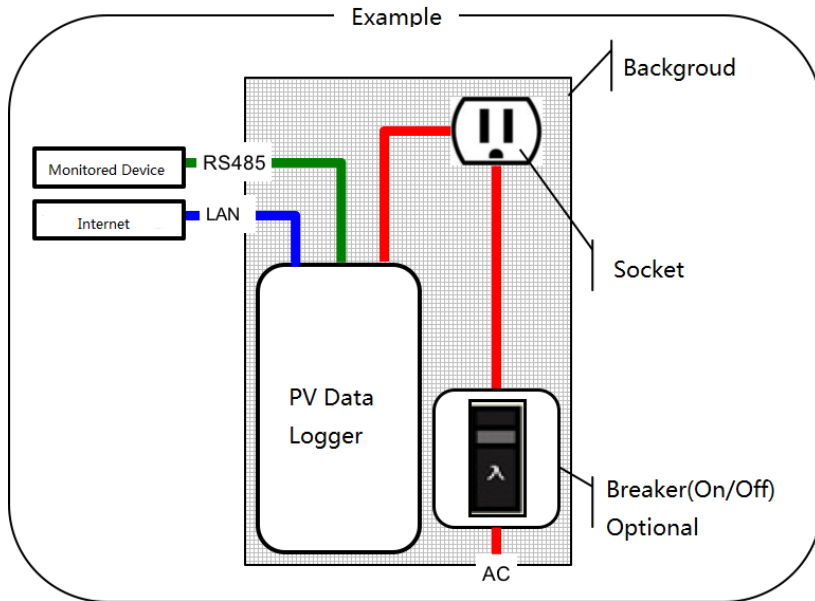 Example
Backgroud
Monitored Device
RS485
Internet
LAN
Socket
PV Data
Logger
Breaker(On/Off)
Optional
AC